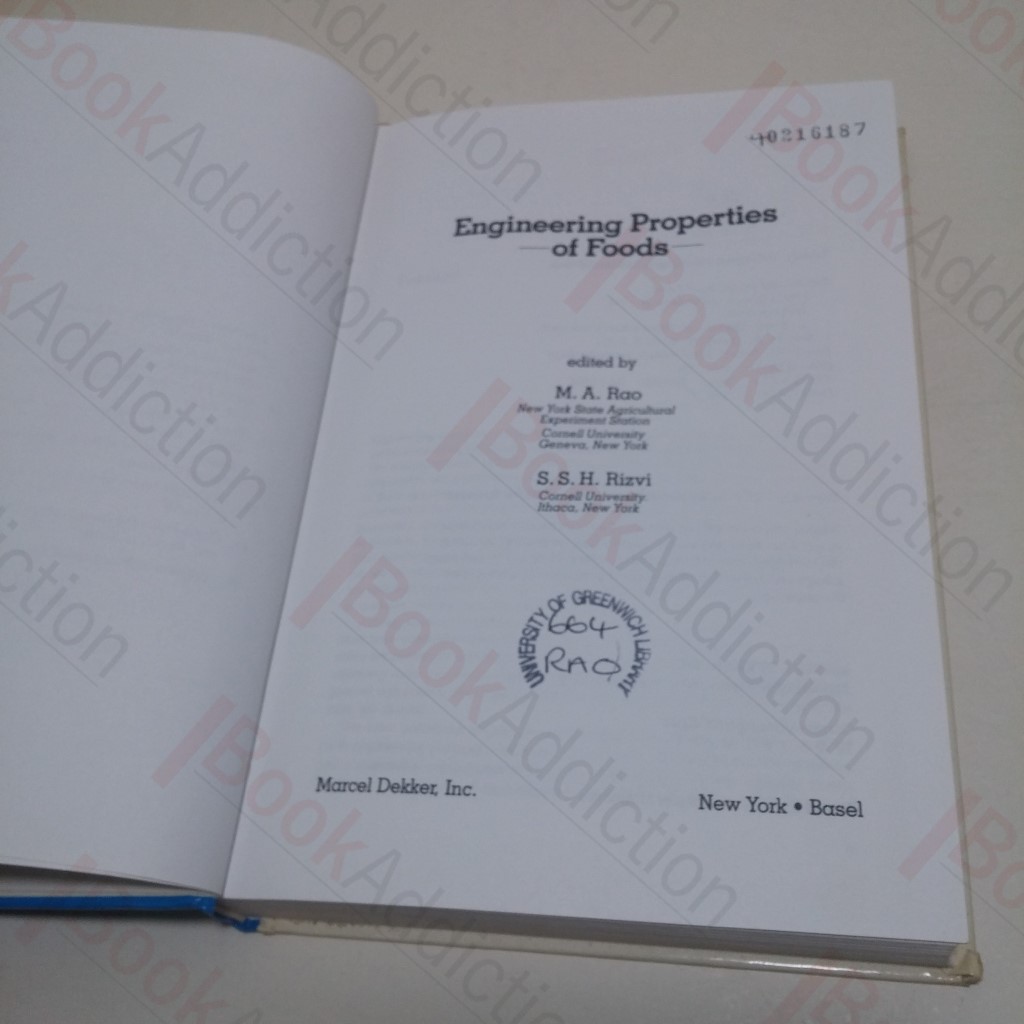 40216187
Engineering Properties
of Foods
edited by
M. A. Rao
New York State Agricultural
Experiment Station
Cornell University
Geneva, New York
S. S. H. Rizvi
Cornell University
Ithaca, New York
UNIVERSITY OF GREENWICH LIBRARY
664
RAO
Marcel Dekker, Inc.
New York • Basel
BookAddiction